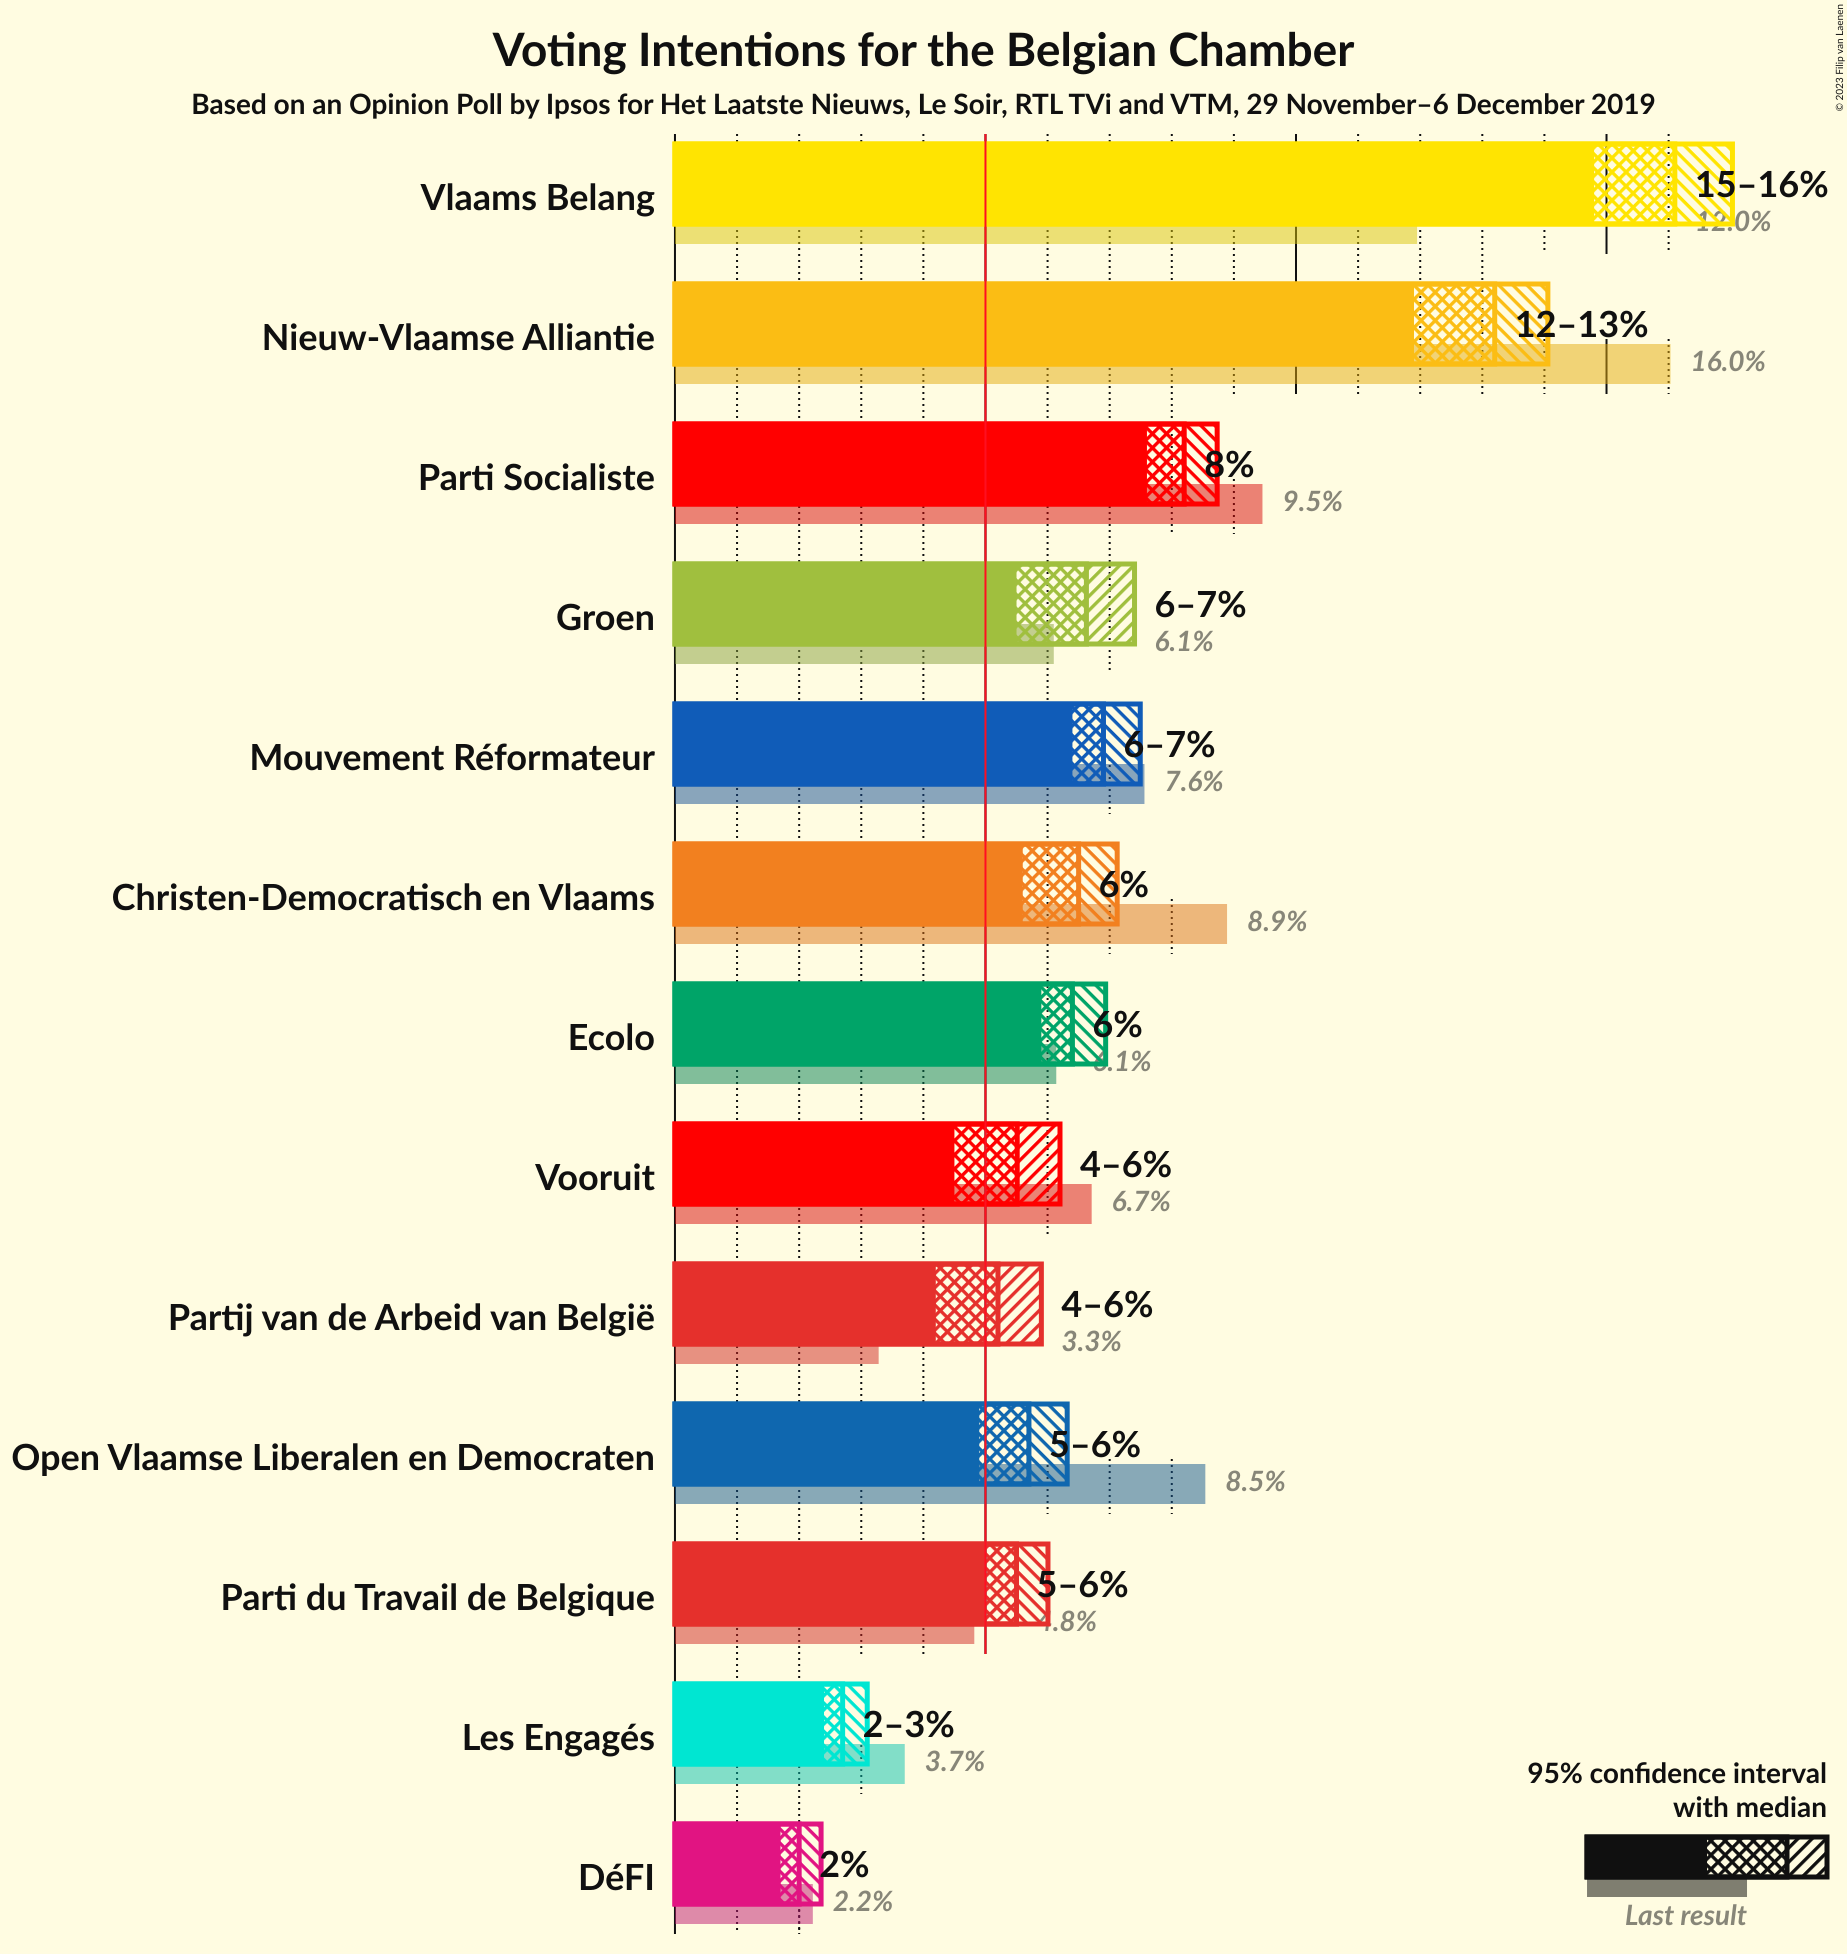 Voting Intentions for the Belgian Chamber
Based on an Opinion Poll by Ipsos for Het Laatste Nieuws, Le Soir, RTL TVi and VTM, 29 November–6 December 2019
© 2023 Filip van Laenen
Vlaams Belang
15–16%
12.0%
Nieuw-Vlaamse Alliantie
12–13%
16.0%
Parti Socialiste
8%
9.5%
Groen
6–7%
6.1%
Mouvement Réformateur
6–7%
7.6%
Christen-Democratisch en Vlaams
6%
8.9%
Ecolo
6%
6.1%
Vooruit
4–6%
6.7%
Partij van de Arbeid van België
4–6%
3.3%
Open Vlaamse Liberalen en Democraten
5–6%
8.5%
Parti du Travail de Belgique
5–6%
4.8%
Les Engagés
2–3%
3.7%
DéFI
2%
2.2%
95% confidence interval
with median
Last result